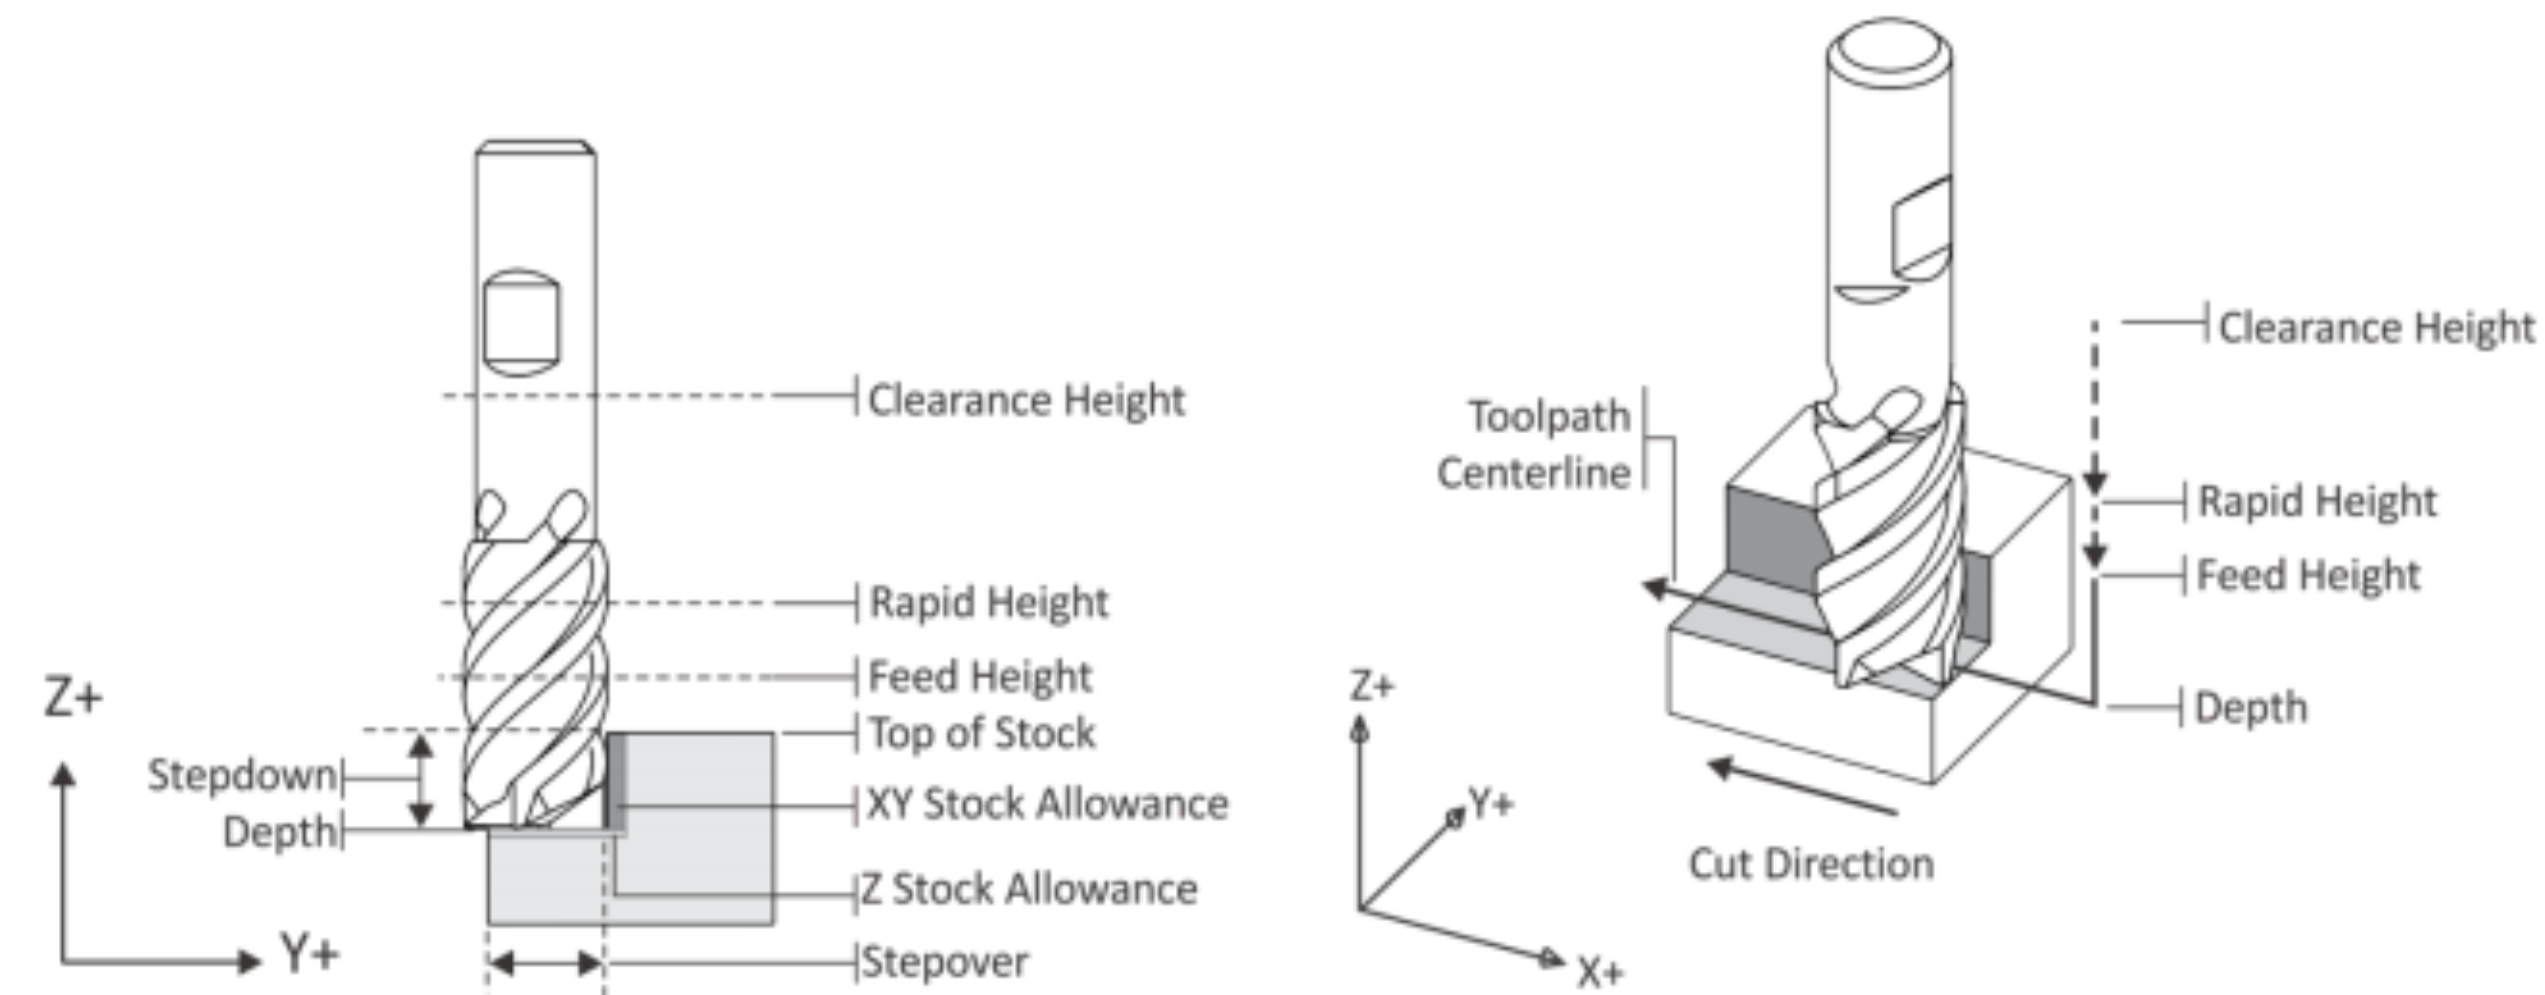 Clearance Height
Rapid Height
Feed Height
Top of Stock
Stepdown
XY Stock Allowance
Depth
Z Stock Allowance
Stepover
Z+
Y+
Clearance Height
Toolpath
Centerline
Rapid Height
Feed Height
Depth
Z+
Y+
X+
Cut Direction